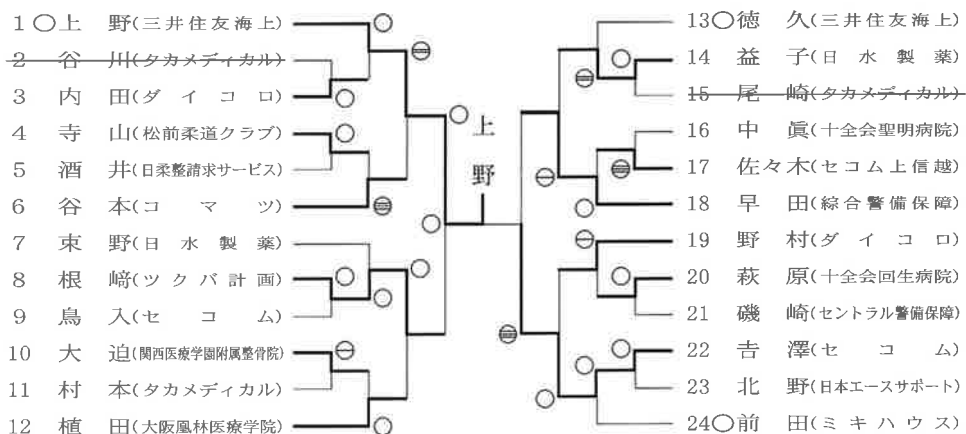 1○上野(三井住友海上)
2 谷川(タカメディカル)
3 内田(ダイコロ)
4 寺山(松前柔道クラブ)
5 酒井(日柔整請求サービス)
6 谷本(コマツ)
7 束野(日水製薬)
8 根﨑(ツクバ計画)
9 鳥入(セコム)
10 大迫(関西医療学園附属整骨院)
11 村本(タカメディカル)
12 植田(大阪凰林医療学院)
上野
13○徳久(三井住友海上)
14 益子(日水製薬)
15 尾崎(タカメディカル)
16 中眞(十全会聖明病院)
17 佐々木(セコム上信越)
18 早田(綜合警備保障)
19 野村(ダイコロ)
20 萩原(十全会回生病院)
21 磯崎(セントラル警備保障)
22 吉澤(セコム)
23 北野(日本エースサポート)
24○前田(ミキハウス)